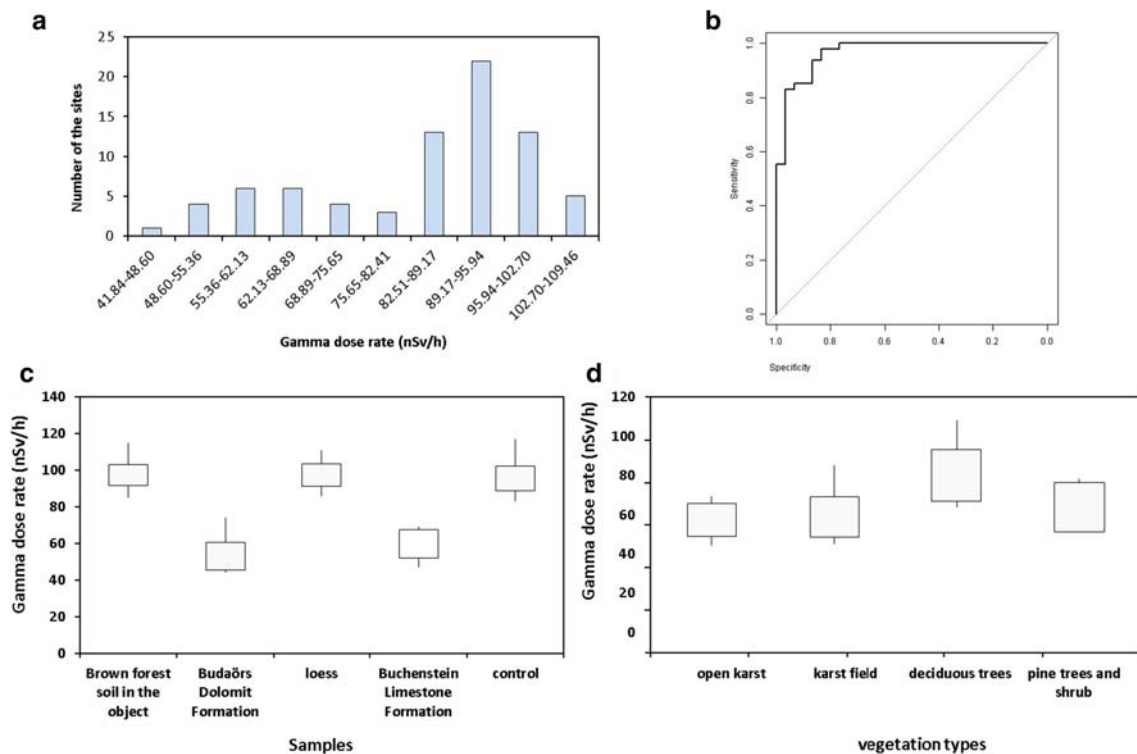 a
25
20
15
10
5
0
Number of the sites
41.84-48.60
48.60-55.36
55.36-62.13
62.13-68.89
68.89-75.65
75.65-82.41
82.51-89.17
89.17-95.94
95.94-102.70
102.70-109.46
Gamma dose rate (nSv/h)
b
1.0
0.8
0.6
0.4
0.2
0.0
Sensitivity
1.0 0.8 0.6 0.4 0.2 0.0
Specificity
c
140
120
100
80
60
40
20
0
Gamma dose rate (nSv/h)
Brown forest
soil in the
object
Budaörs
Dolomit
Formation
loess
Buchenstein
Limestone
Formation
control
Samples
d
120
100
80
60
40
20
0
Gamma dose rate (nSv/h)
open karst
karst field
deciduous trees
pine trees and
shrub
vegetation types